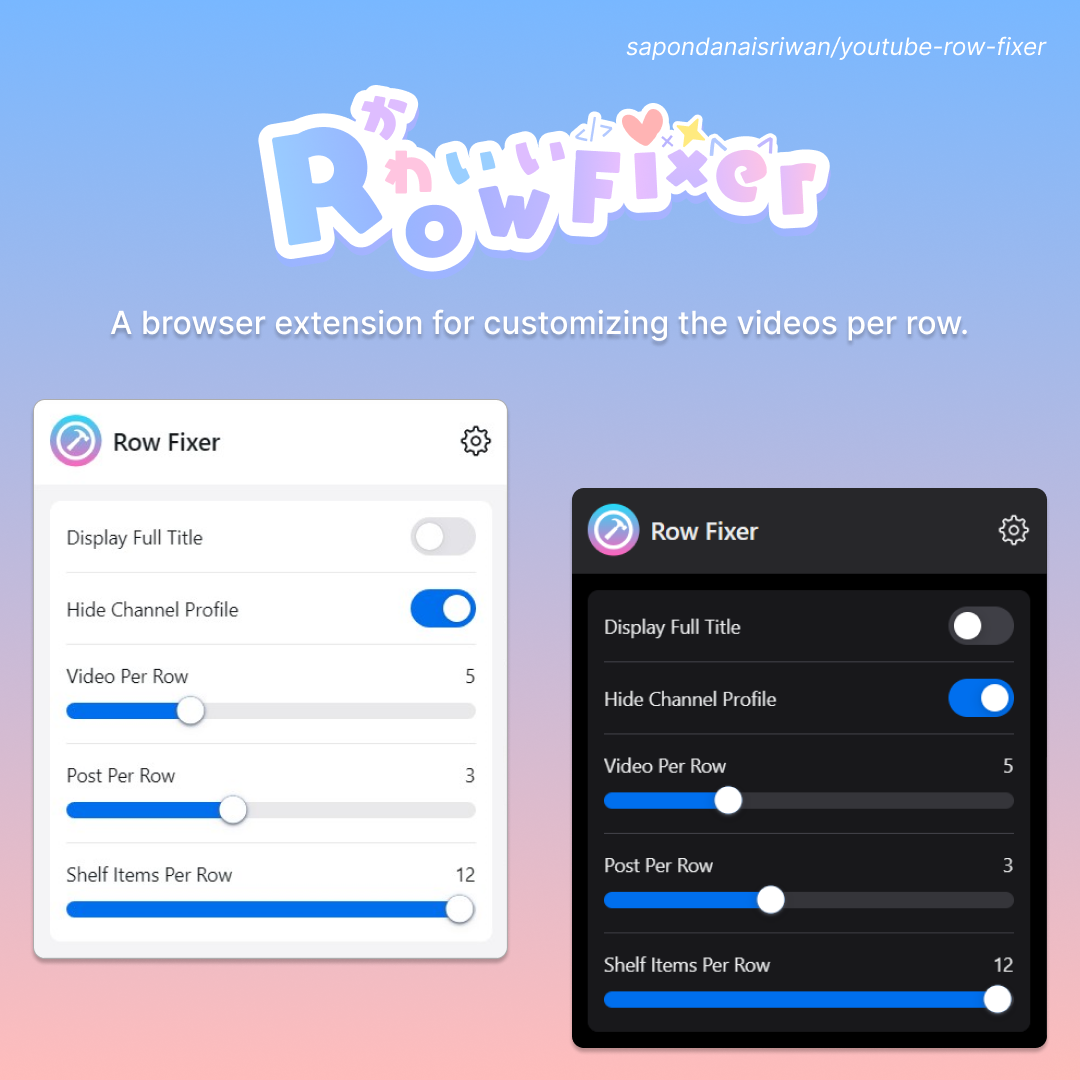 sapondanaisriwan/youtube-row-fixer
かわいい
RowFixer
</>
A browser extension for customizing the videos per row.
Row Fixer
Display Full Title
Hide Channel Profile
Video Per Row 5
Post Per Row 3
Shelf Items Per Row 12
Row Fixer
Display Full Title
Hide Channel Profile
Video Per Row 5
Post Per Row 3
Shelf Items Per Row 12